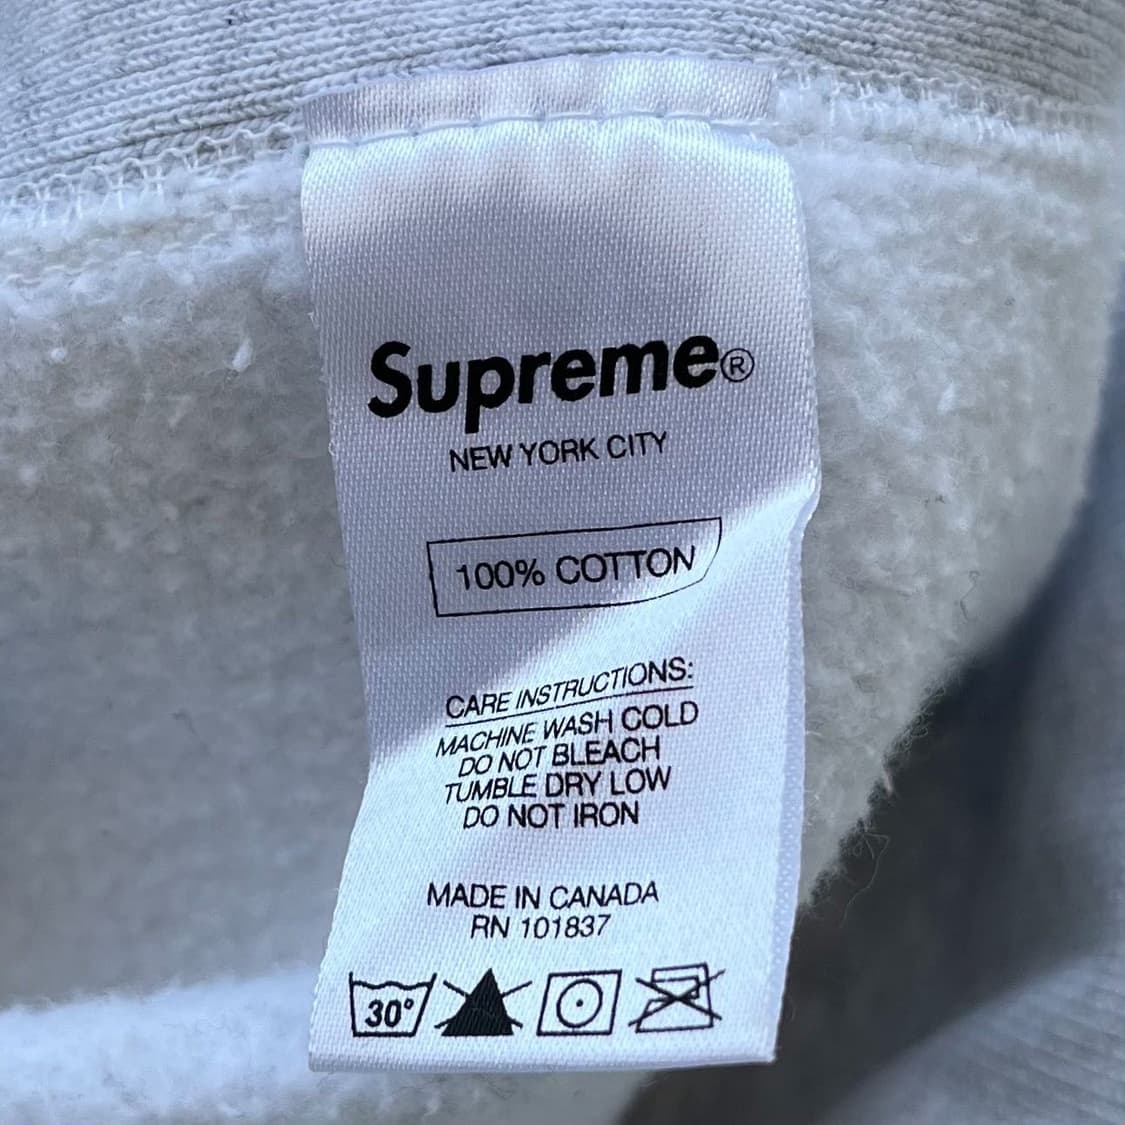 Supreme®
NEW YORK CITY
100% COTTON
CARE INSTRUCTIONS:
MACHINE WASH COLD
DO NOT BLEACH
TUMBLE DRY LOW
DO NOT IRON
MADE IN CANADA
RN 101837
30°